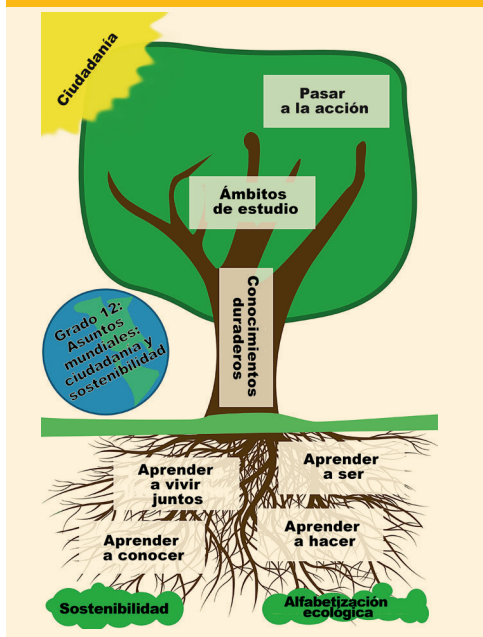 Ciudadanía
Pasar
a la acción
Ámbitos
de estudio
Conocimientos
duraderos
Grado 12:
Asuntos
mundiales:
ciudadanía y
sostenibilidad
Aprender
a vivir
juntos
Aprender
a ser
Aprender
a conocer
Aprender
a hacer
Sostenibilidad
Alfabetización
ecológica